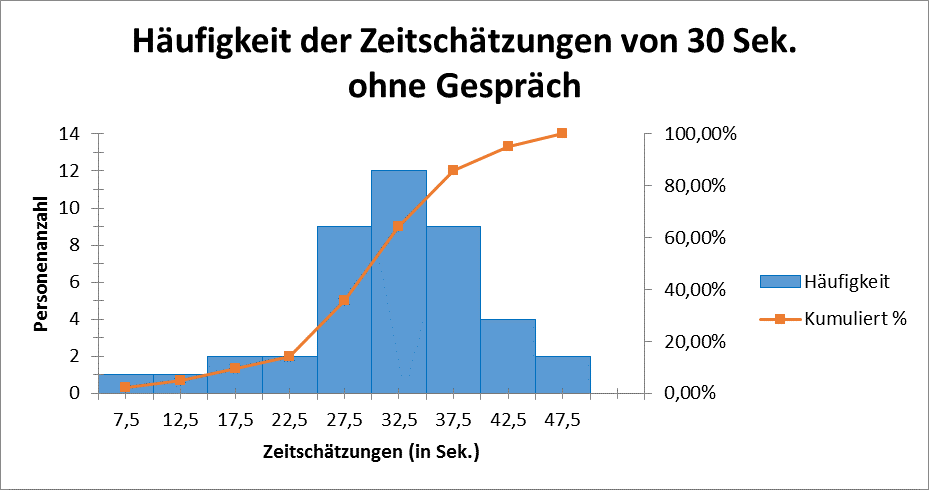 Häufigkeit der Zeitschätzungen von 30 Sek.
ohne Gespräch
Personenanzahl
14
12
10
8
6
4
2
0
100,00%
80,00%
60,00%
40,00%
20,00%
0,00%
7,5 12,5 17,5 22,5 27,5 32,5 37,5 42,5 47,5
Zeitschätzungen (in Sek.)
Häufigkeit
Kumuliert %